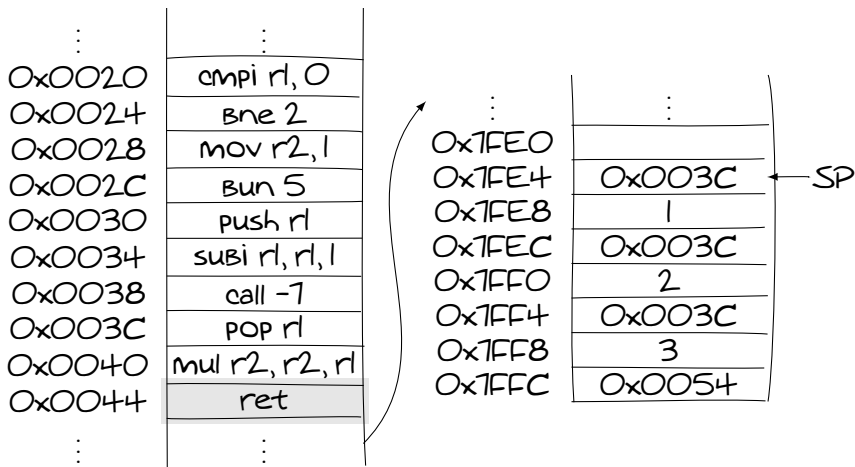 ⋮ ⋮
0x0020 cmpi r1, 0
0x0024 bne 2
0x0028 mov r2, 1
0x002C bun 5
0x0030 push r1
0x0034 subi r1, r1, 1
0x0038 call -7
0x003C pop r1
0x0040 mul r2, r2, r1
0x0044 ret
⋮ ⋮
⋮ ⋮
0x7FE0
0x7FE4 0x003C SP
0x7FE8 1
0x7FEC 0x003C
0x7FF0 2
0x7FF4 0x003C
0x7FF8 3
0x7FFC 0x0054